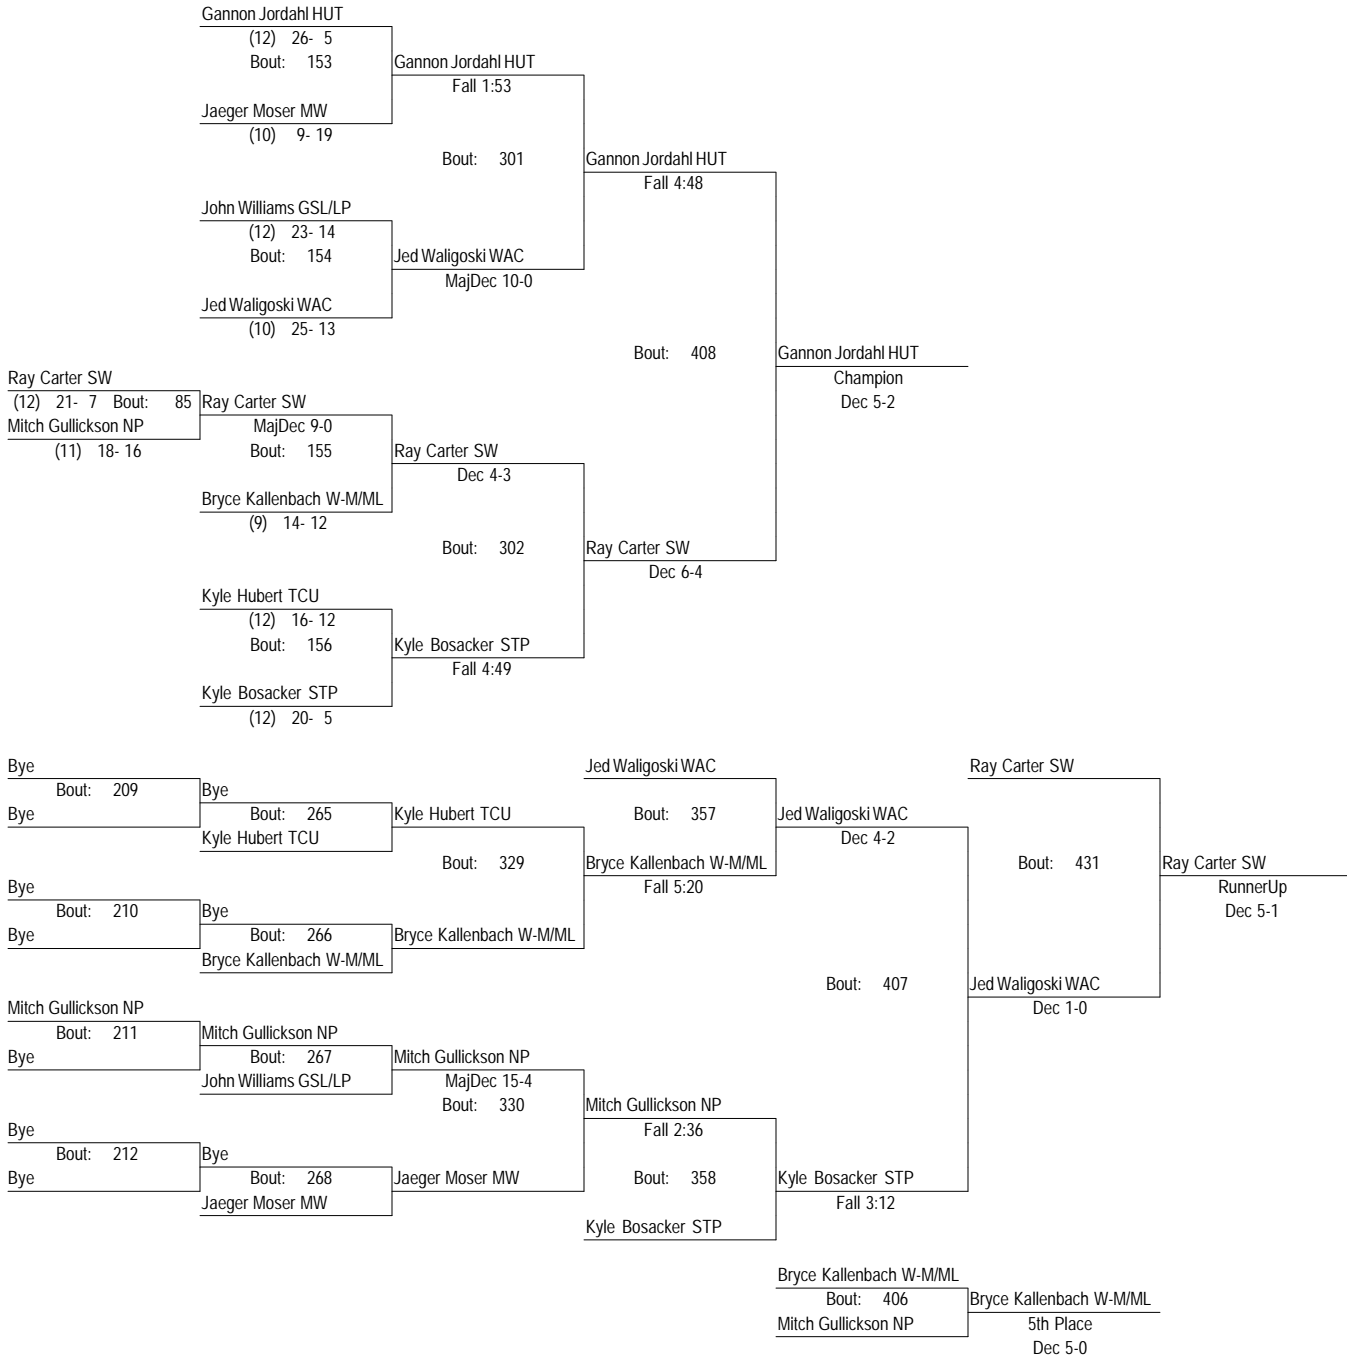 Gannon Jordahl HUT
(12) 26- 5
Bout: 153
Gannon Jordahl HUT
Fall 1:53
Jaeger Moser MW
(10) 9- 19
Bout: 301
Gannon Jordahl HUT
Fall 4:48
John Williams GSL/LP
(12) 23- 14
Bout: 154
Jed Waligoski WAC
MajDec 10-0
Jed Waligoski WAC
(10) 25- 13
Bout: 408
Gannon Jordahl HUT
Champion
Dec 5-2
Ray Carter SW
(12) 21- 7 Bout: 85
Mitch Gullickson NP
(11) 18- 16
Ray Carter SW
MajDec 9-0
Bout: 155
Ray Carter SW
Dec 4-3
Bryce Kallenbach W-M/ML
(9) 14- 12
Bout: 302
Ray Carter SW
Dec 6-4
Kyle Hubert TCU
(12) 16- 12
Bout: 156
Kyle Bosacker STP
Fall 4:49
Kyle Bosacker STP
(12) 20- 5
Bye
Bout: 209
Bye
Bye
Bout: 265
Kyle Hubert TCU
Kyle Hubert TCU
Bout: 329
Bye
Bout: 210
Bye
Bye
Bout: 266
Bryce Kallenbach W-M/ML
Bryce Kallenbach W-M/ML
Jed Waligoski WAC
Bout: 357
Bryce Kallenbach W-M/ML
Fall 5:20
Jed Waligoski WAC
Dec 4-2
Ray Carter SW
Bout: 431
Ray Carter SW
RunnerUp
Dec 5-1
Bout: 407
Jed Waligoski WAC
Dec 1-0
Mitch Gullickson NP
Bout: 211
Bye
Mitch Gullickson NP
Bout: 267
John Williams GSL/LP
Mitch Gullickson NP
MajDec 15-4
Bout: 330
Mitch Gullickson NP
Fall 2:36
Bye
Bout: 212
Bye
Bye
Bout: 268
Jaeger Moser MW
Jaeger Moser MW
Bout: 358
Kyle Bosacker STP
Fall 3:12
Kyle Bosacker STP
Bryce Kallenbach W-M/ML
Bout: 406
Mitch Gullickson NP
Bryce Kallenbach W-M/ML
5th Place
Dec 5-0